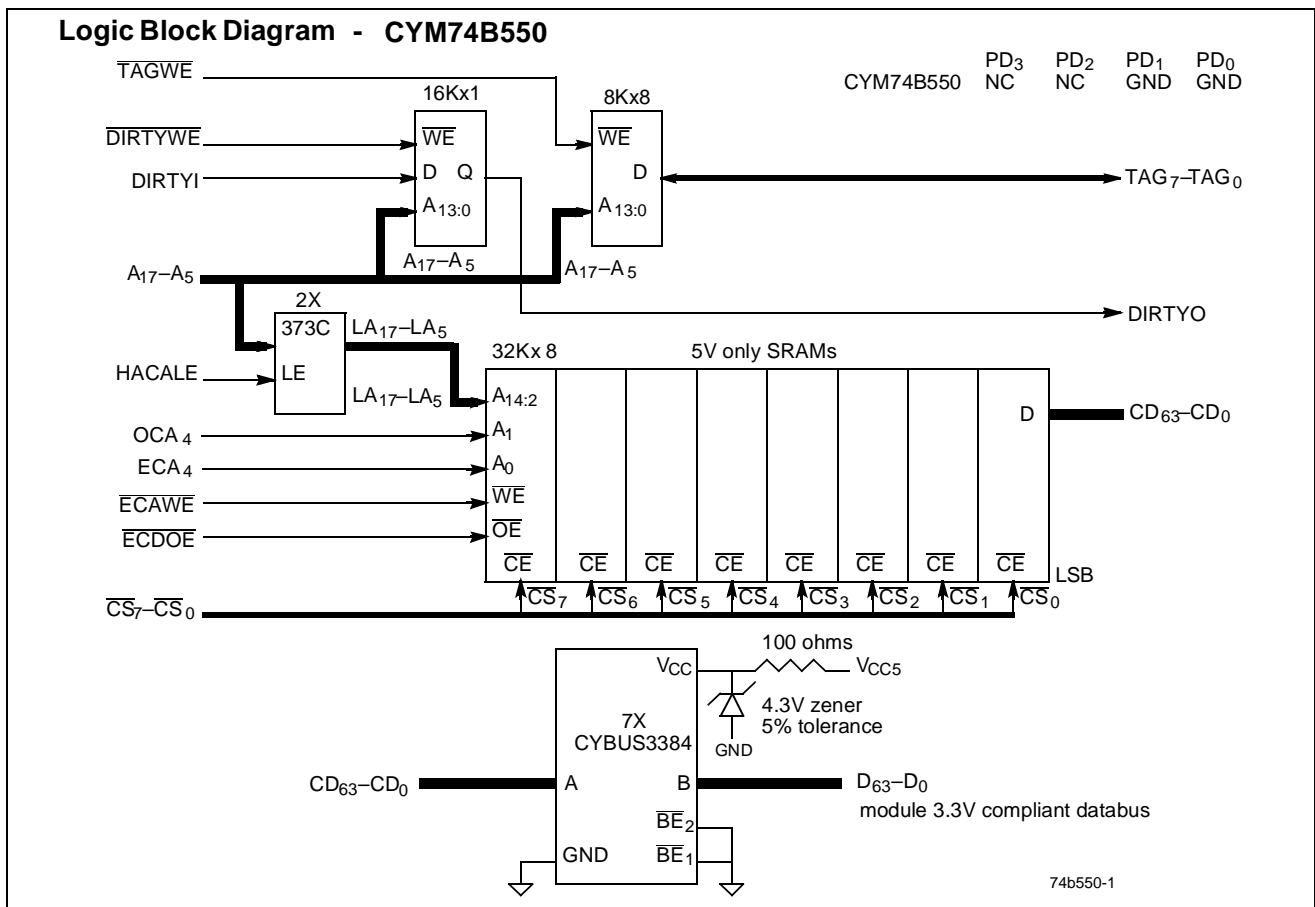 Logic Block Diagram - CYM74B550
PD3 PD2 PD1 PD0
CYM74B550 NC NC GND GND
TAGWE
16Kx1
8Kx8
DIRTYWE
WE
WE
DIRTYI
D Q
D
TAG7–TAG0
A13:0
A13:0
A17–A5
A17–A5
A17–A5
2X
373C
LA17–LA5
DIRTYO
32Kx 8
5V only SRAMs
HACALE
LE
LA17–LA5
A14:2
D
CD63–CD0
OCA4
A1
ECA4
A0
ECAWE
WE
ECDOE
OE
CE CE CE CE CE CE CE CE
LSB
CS7–CS0
CS7 CS6 CS5 CS4 CS3 CS2 CS1 CS0
100 ohms
VCC
VCC5
4.3V zener
5% tolerance
7X
CYBUS3384
GND
CD63–CD0
A
B
D63–D0
module 3.3V compliant databus
BE2
GND
BE1
74b550-1